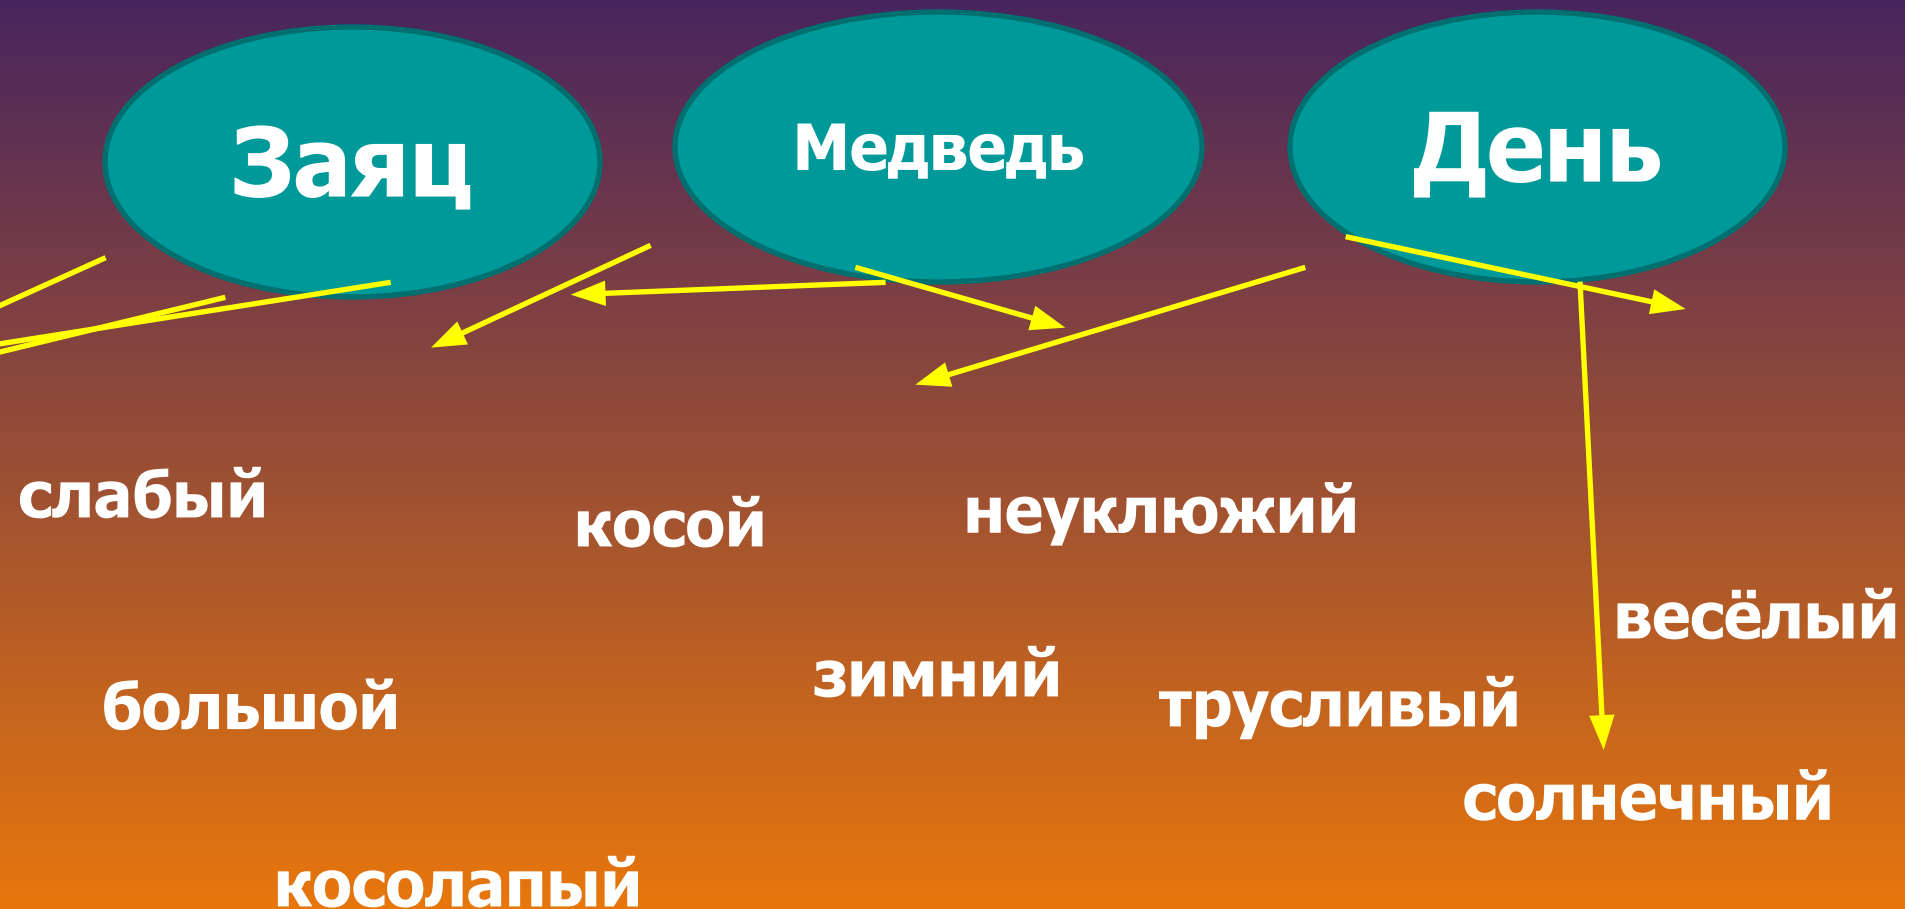 Заяц
Медведь
День
слабый
косой
неуклюжий
весёлый
зимний
большой
трусливый
солнечный
косолапый